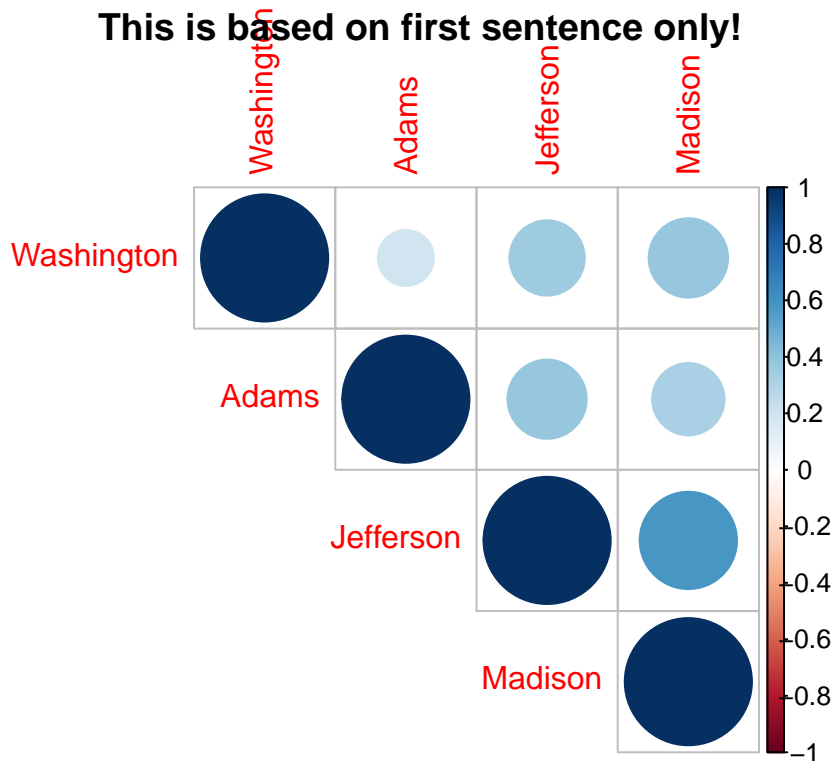 This is based on first sentence only!
Washington
Adams
Jefferson
Madison
Washington
Adams
Jefferson
Madison
1
0.8
0.6
0.4
0.2
0
−0.2
−0.4
−0.6
−0.8
−1